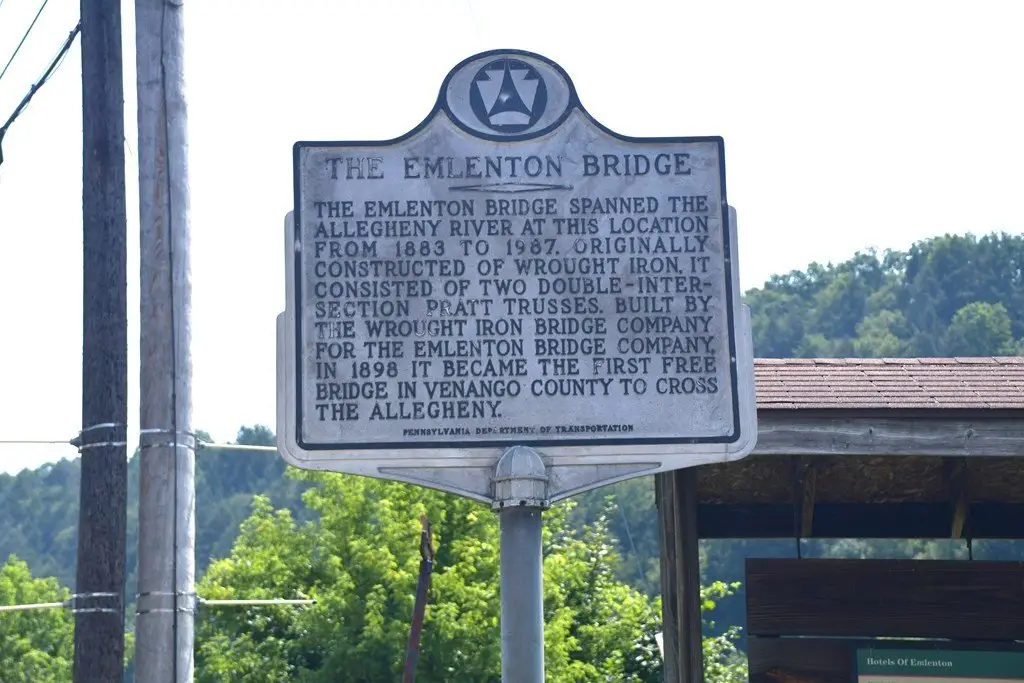 THE EMLENTON BRIDGE
THE EMLENTON BRIDGE SPANNED THE
ALLEGHENY RIVER AT THIS LOCATION
FROM 1883 TO 1987. ORIGINALLY
CONSTRUCTED OF WROUGHT IRON, IT
CONSISTED OF TWO DOUBLE-INTER-
SECTION PRATT TRUSSES. BUILT BY
THE WROUGHT IRON BRIDGE COMPANY
FOR THE EMLENTON BRIDGE COMPANY,
IN 1898 IT BECAME THE FIRST FREE
BRIDGE IN VENANGO COUNTY TO CROSS
THE ALLEGHENY.
PENNSYLVANIA DEPARTMENT OF TRANSPORTATION
Hotels Of Emlenton